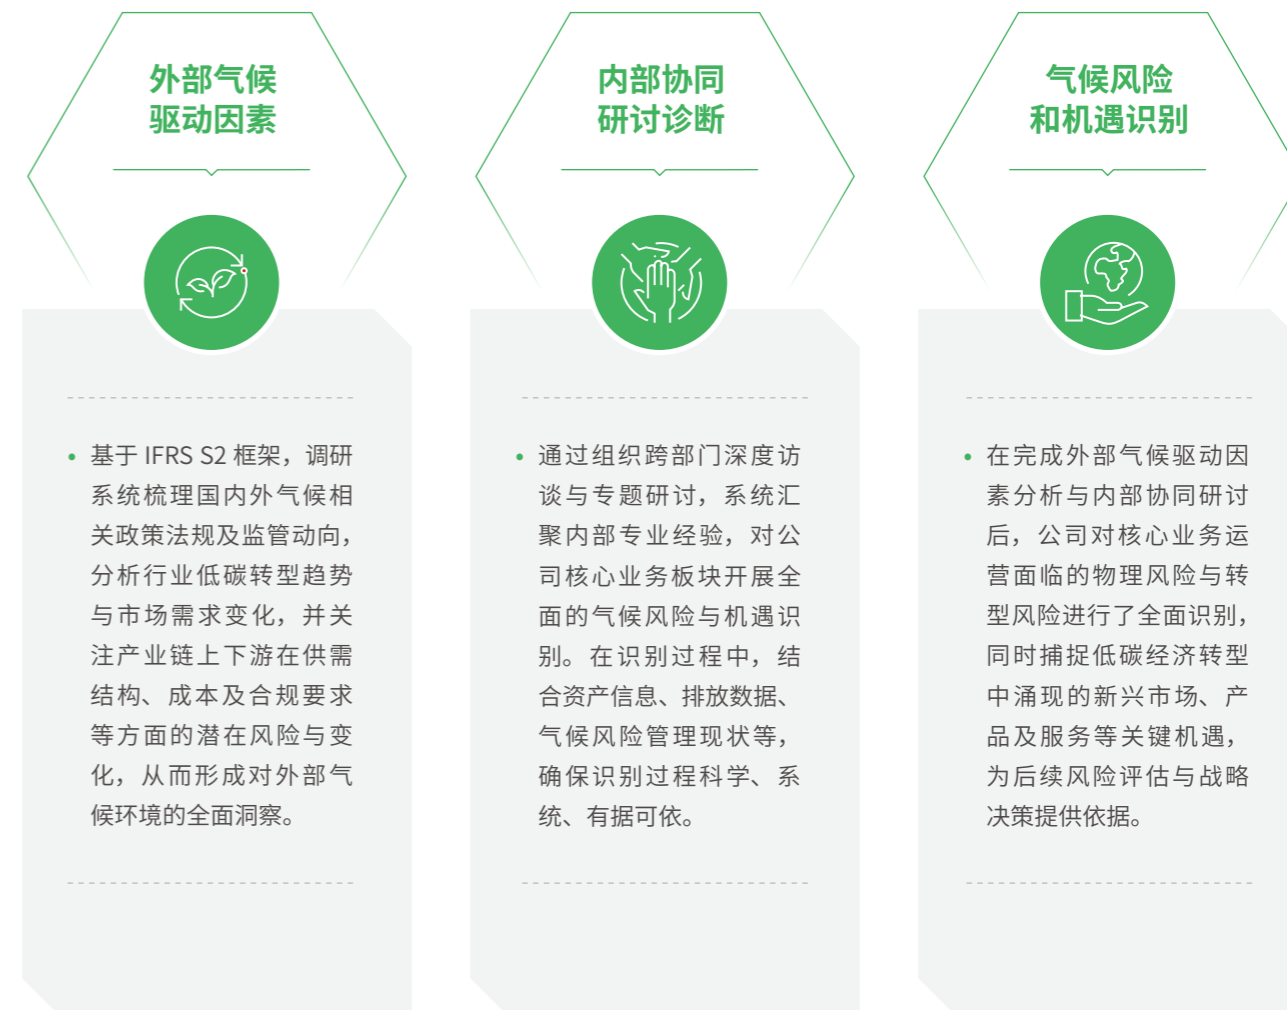 外部气候
驱动因素
• 基于 IFRS S2 框架，调研
系统梳理国内外气候相
关政策法规及监管动向，
分析行业低碳转型趋势
与市场需求变化，并关
注产业链上下游在供需
结构、成本及合规要求
等方面的潜在风险与变
化，从而形成对外部气
候环境的全面洞察。
内部协同
研讨诊断
• 通过组织跨部门深度访
谈与专题研讨，系统汇
聚内部专业经验，对公
司核心业务板块开展全
面的气候风险与机遇识
别。在识别过程中，结
合资产信息、排放数据、
气候风险管理现状等，
确保识别过程科学、系
统、有据可依。
气候风险
和机遇识别
• 在完成外部气候驱动因
素分析与内部协同研讨
后，公司对核心业务运
营面临的物理风险与转
型风险进行了全面识别，
同时捕捉低碳经济转型
中涌现的新兴市场、产
品及服务等关键机遇，
为后续风险评估与战略
决策提供依据。